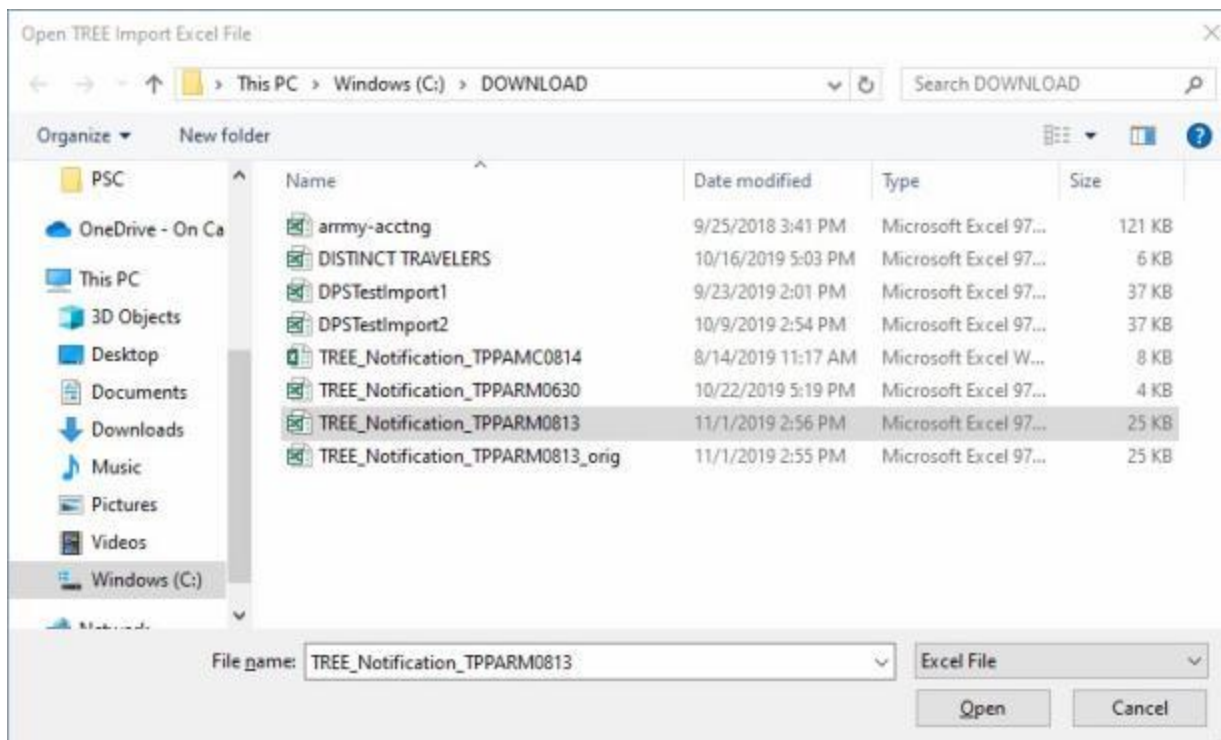 Open TREE Import Excel File
This PC > Windows (C:) > DOWNLOAD
Search DOWNLOAD
Organize
New folder
PSC
OneDrive - On Ca
This PC
3D Objects
Desktop
Documents
Downloads
Music
Pictures
Videos
Windows (C:)
Network
Name Date modified Type Size
arrmy-acctng 9/25/2018 3:41 PM Microsoft Excel 97... 121 KB
DISTINCT TRAVELERS 10/16/2019 5:03 PM Microsoft Excel 97... 6 KB
DPSTestImport1 9/23/2019 2:01 PM Microsoft Excel 97... 37 KB
DPSTestImport2 10/9/2019 2:54 PM Microsoft Excel 97... 37 KB
TREE_Notification_TPPAMC0814 8/14/2019 11:17 AM Microsoft Excel W... 8 KB
TREE_Notification_TPPARM0630 10/22/2019 5:19 PM Microsoft Excel 97... 4 KB
TREE_Notification_TPPARM0813 11/1/2019 2:56 PM Microsoft Excel 97... 25 KB
TREE_Notification_TPPARM0813_orig 11/1/2019 2:55 PM Microsoft Excel 97... 25 KB
File name: TREE_Notification_TPPARM0813
Excel File
Open
Cancel